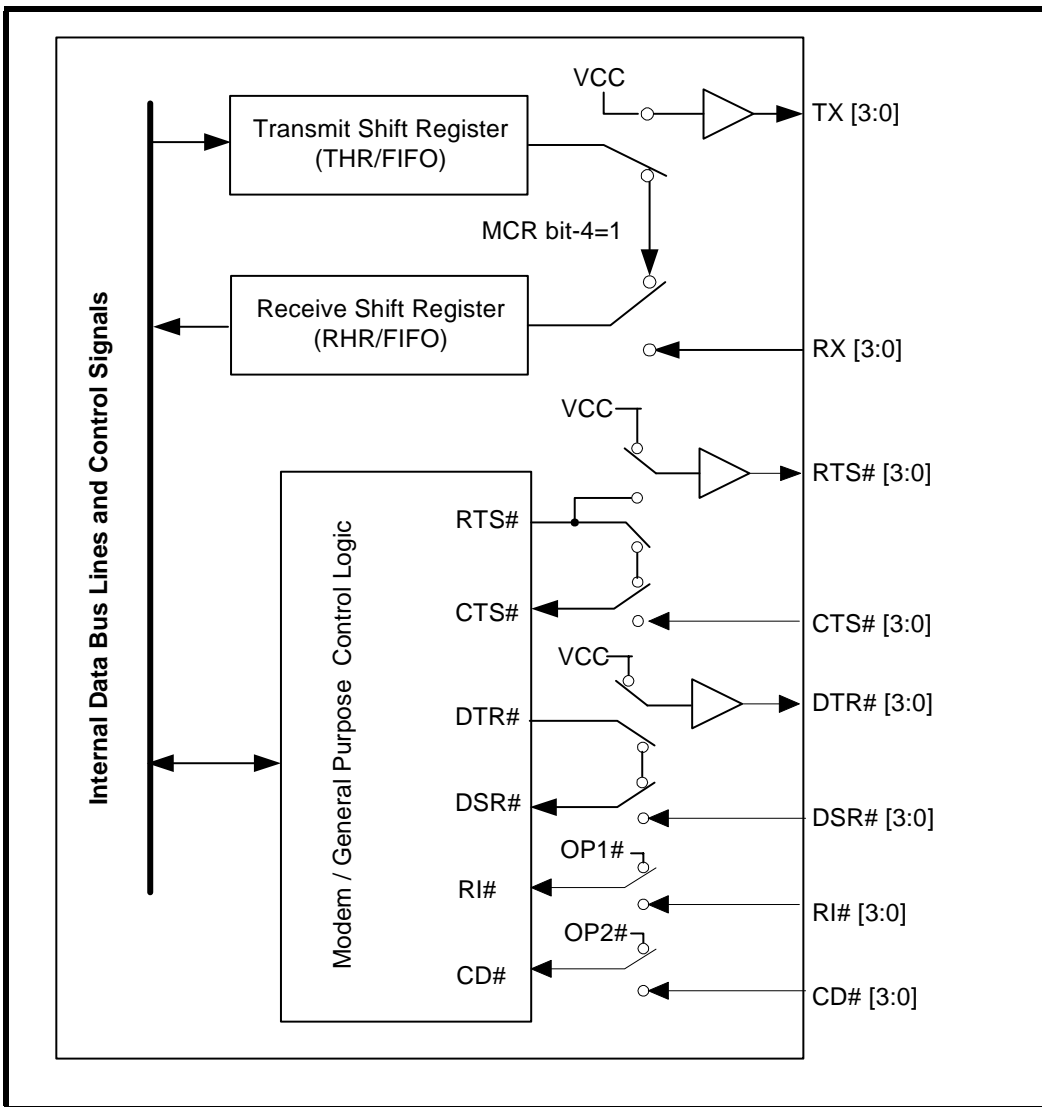 VCC
TX [3:0]
Transmit Shift Register
(THR/FIFO)
MCR bit-4=1
Receive Shift Register
(RHR/FIFO)
RX [3:0]
Internal Data Bus Lines and Control Signals
VCC
RTS# [3:0]
Modem / General Purpose Control Logic
RTS#
CTS#
CTS# [3:0]
VCC
DTR# [3:0]
DTR#
DSR#
DSR# [3:0]
OP1#
RI#
RI# [3:0]
OP2#
CD#
CD# [3:0]